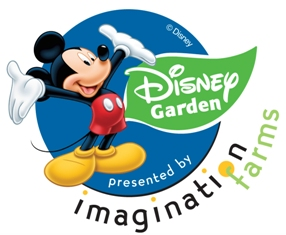 © Disney
Disney
Garden
presented by
imagination
farms